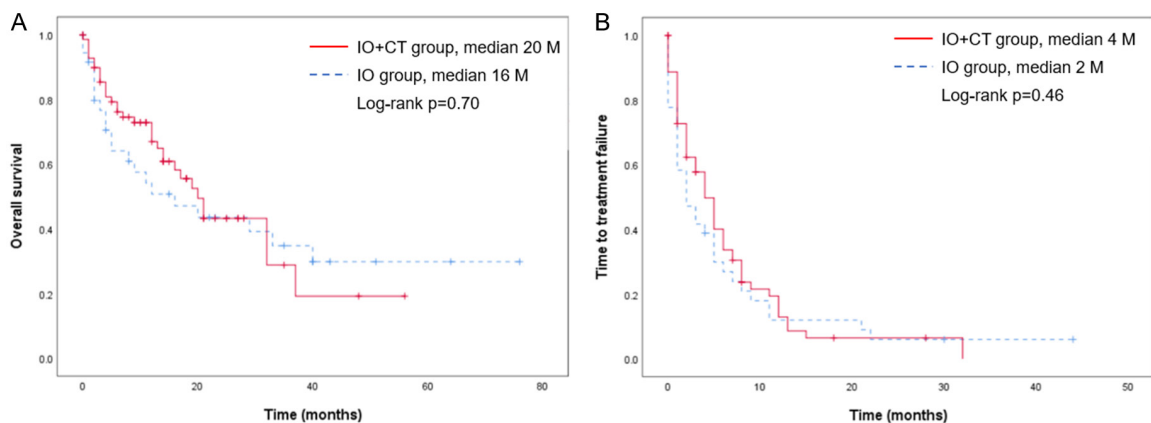 A
IO+CT group, median 20 M
IO group, median 16 M
Log-rank p=0.70
Overall survival
1.0
0.8
0.6
0.4
0.2
0.0
0
20
40
60
80
Time (months)
B
IO+CT group, median 4 M
IO group, median 2 M
Log-rank p=0.46
Time to treatment failure
1.0
0.8
0.6
0.4
0.2
0.0
0
10
20
30
40
50
Time (months)